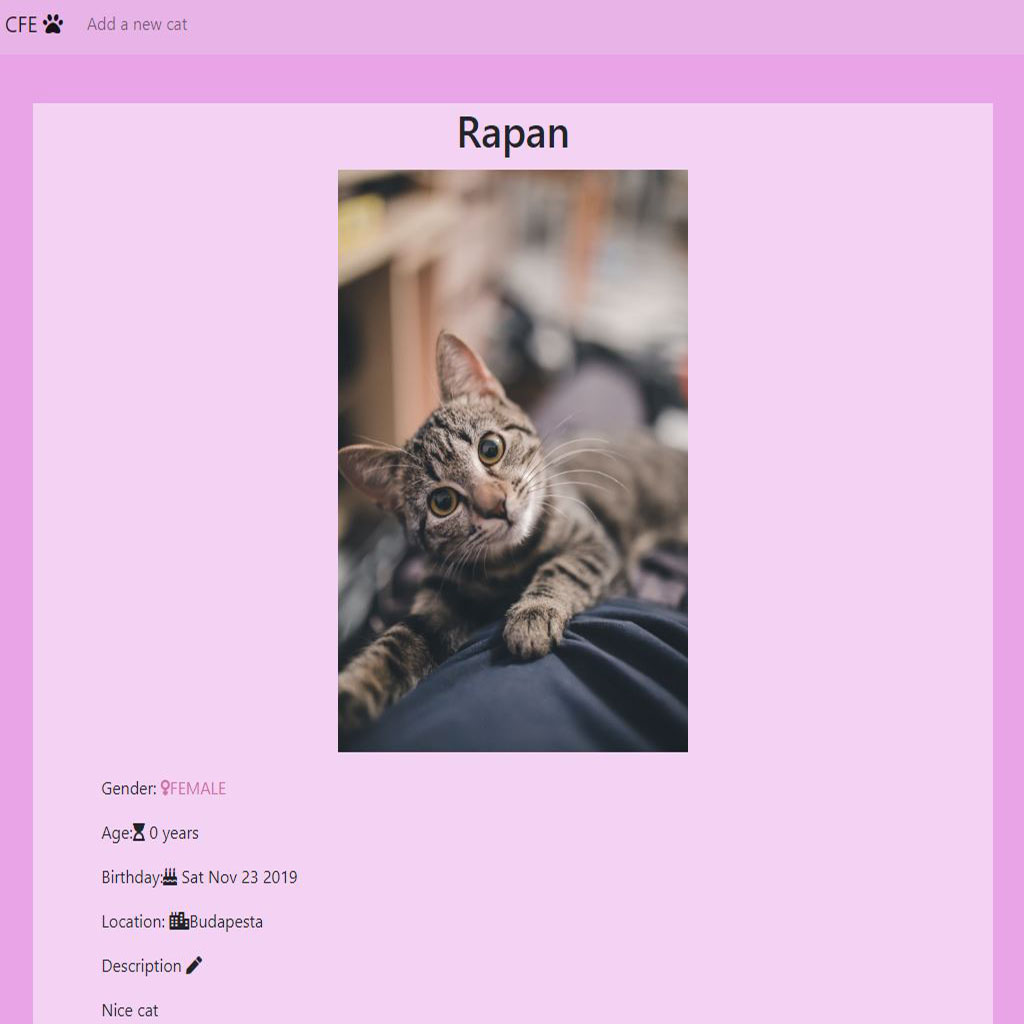 CFE Add a new cat
Rapan
Gender: FEMALE
Age: 0 years
Birthday: Sat Nov 23 2019
Location: Budapesta
Description
Nice cat